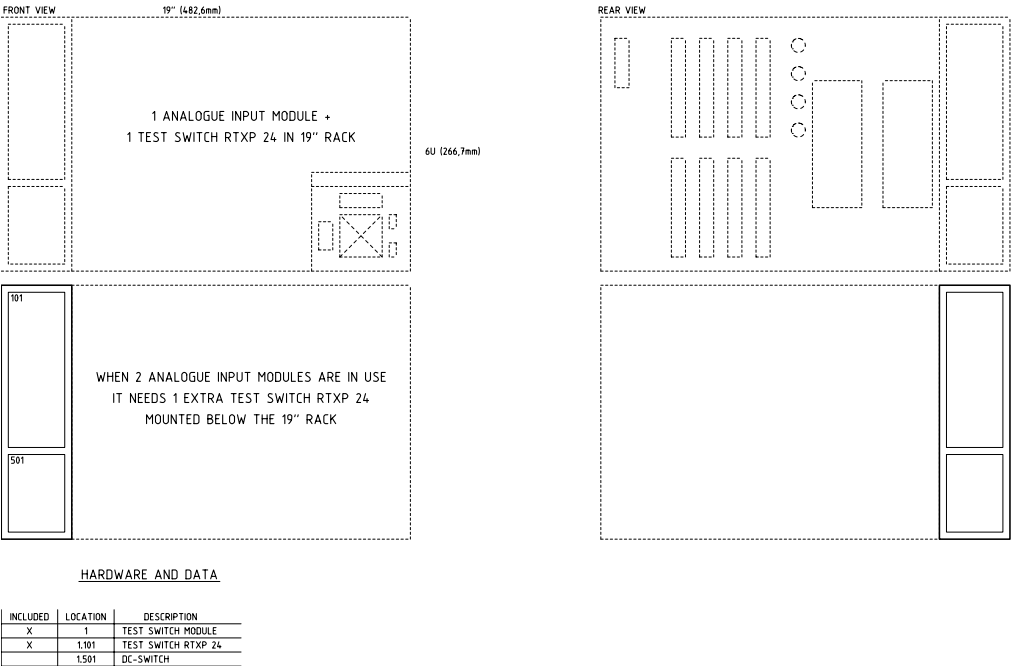 FRONT VIEW
19" (482,6mm)
REAR VIEW
1 ANALOGUE INPUT MODULE +
1 TEST SWITCH RTXP 24 IN 19" RACK
6U (266,7mm)
101
WHEN 2 ANALOGUE INPUT MODULES ARE IN USE
IT NEEDS 1 EXTRA TEST SWITCH RTXP 24
MOUNTED BELOW THE 19" RACK
501
HARDWARE AND DATA
INCLUDED LOCATION DESCRIPTION
X 1 TEST SWITCH MODULE
X 1.101 TEST SWITCH RTXP 24
1.501 DC-SWITCH